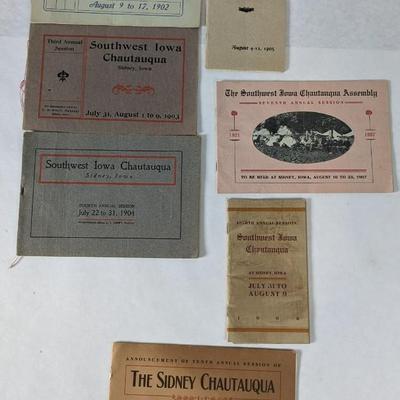 August 9 to 17, 1902
August 4-12, 1905
Third Annual
Session
Southwest Iowa
Chautauqua
Sidney, Iowa
July 31, August 1 to 9, 1903
The Southwest Iowa Chautauqua Assembly
SEVENTH ANNUAL SESSION
1901
1907
TO BE HELD AT SIDNEY, IOWA, AUGUST 16 TO 25, 1907
Southwest Iowa Chautauqua
Sidney, Iowa
FOURTH ANNUAL SESSION
July 22 to 31, 1904
EIGHTH ANNUAL SESSION
Southwest Iowa
Chautauqua
AT SIDNEY, IOWA
JULY 31 TO
AUGUST 9
1908
ANNOUNCEMENT OF TENTH ANNUAL SESSION OF
THE SIDNEY CHAUTAUQUA